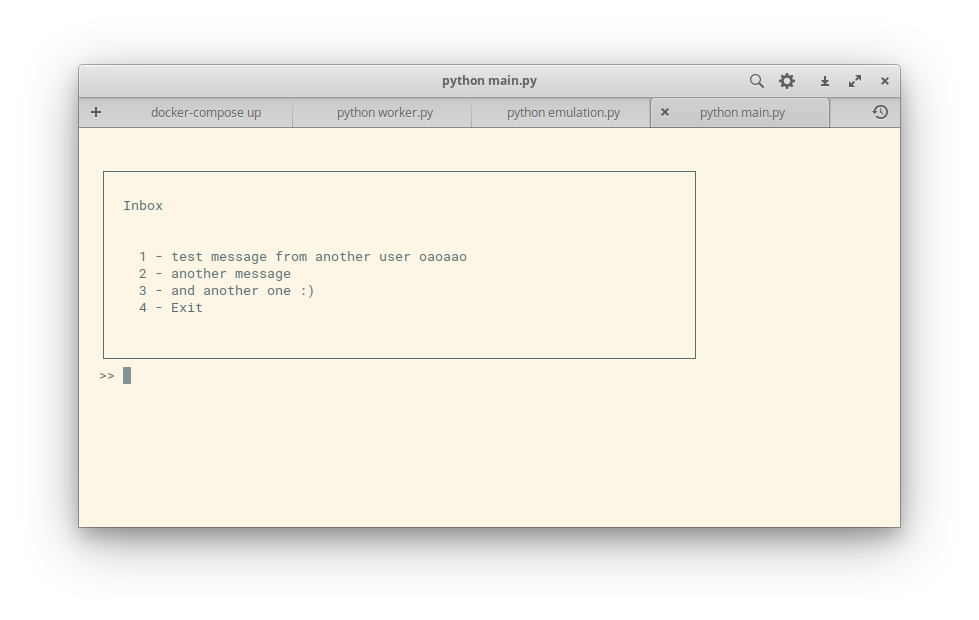 python main.py
docker-compose up
python worker.py
python emulation.py
python main.py
Inbox
1 - test message from another user oaoaao
2 - another message
3 - and another one :)
4 - Exit
>>